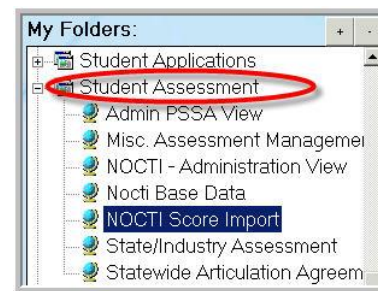 My Folders: + -
Student Applications
Student Assessment
Admin PSSA View
Misc. Assessment Managemen
NOCTI - Administration View
Nocti Base Data
NOCTI Score Import
State/Industry Assessment
Statewide Articulation Agreem